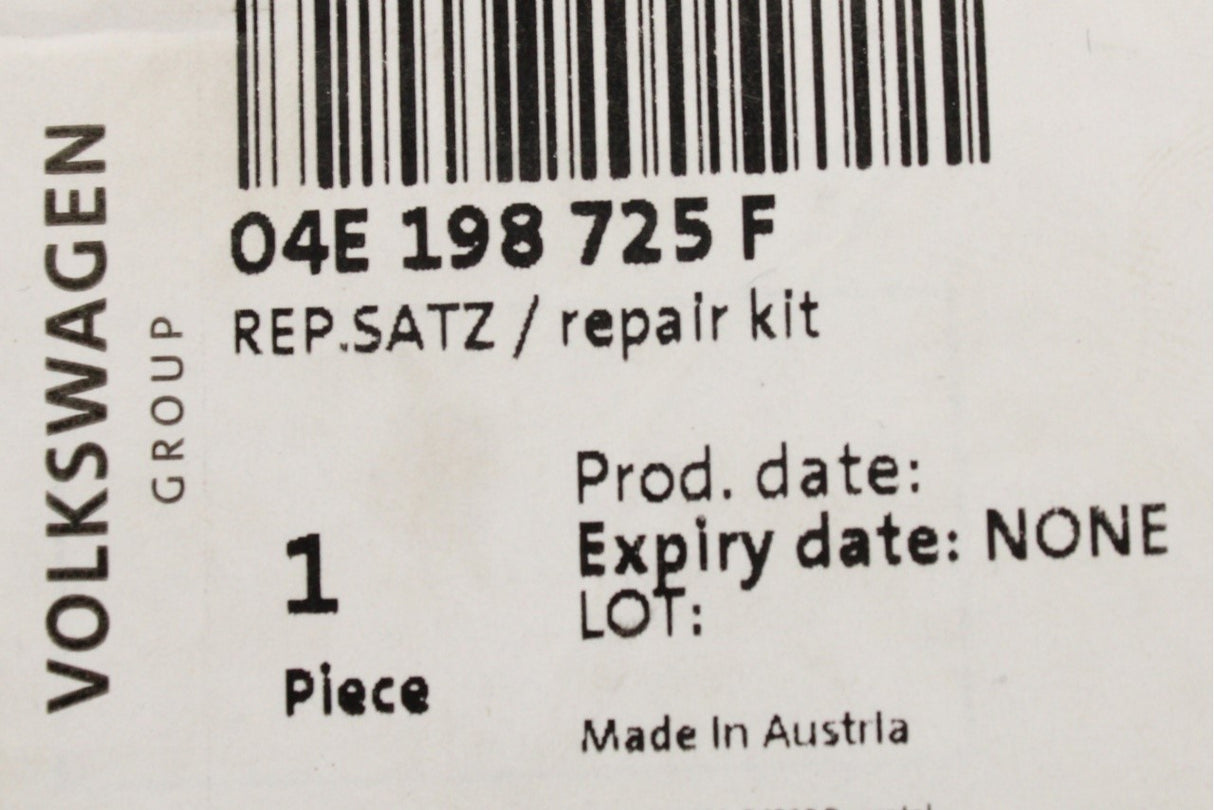 VOLKSWAGEN
GROUP
04E 198 725 F
REP.SATZ / repair kit
Prod. date:
Expiry date: NONE
LOT:
1
Piece
Made In Austria